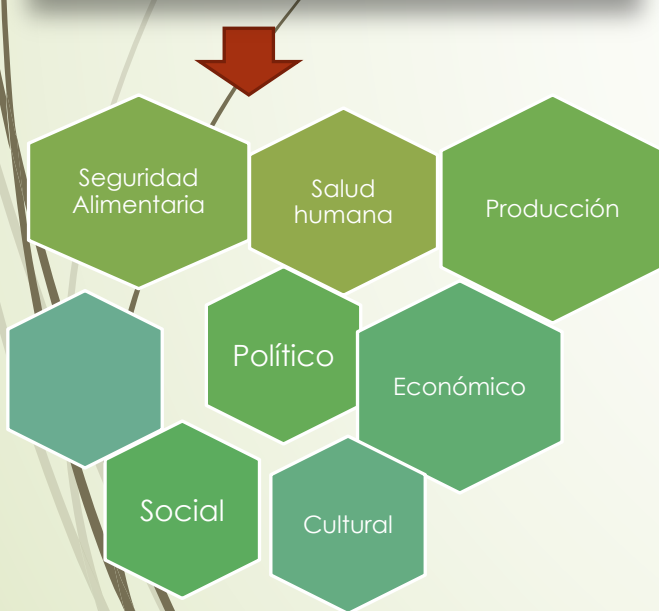 Seguridad
Alimentaria
Salud
humana
Producción
Político
Económico
Social
Cultural